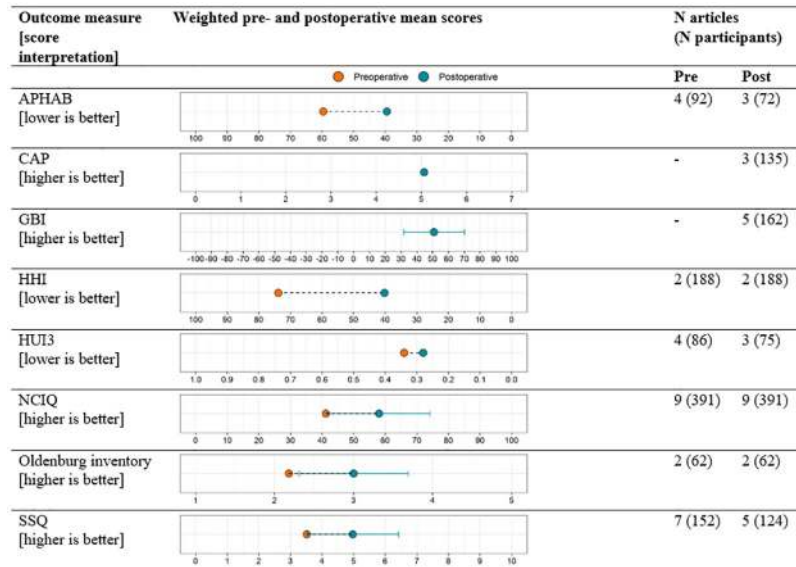 Outcome measure [score interpretation]
Weighted pre- and postoperative mean scores
N articles (N participants)
Preoperative Postoperative
Pre Post
APHAB
[lower is better]
4 (92) 3 (72)
100 90 80 70 60 50 40 30 20 10 0
CAP
[higher is better]
- 3 (135)
0 1 2 3 4 5 6 7
GBI
[higher is better]
- 5 (162)
-100 -90 -80 -70 -60 -50 -40 -30 -20 -10 0 10 20 30 40 50 60 70 80 90 100
HHI
[lower is better]
2 (188) 2 (188)
100 90 80 70 60 50 40 30 20 10 0
HUI3
[lower is better]
4 (86) 3 (75)
1.0 0.9 0.8 0.7 0.6 0.5 0.4 0.3 0.2 0.1 0.0
NCIQ
[higher is better]
9 (391) 9 (391)
0 10 20 30 40 50 60 70 80 90 100
Oldenburg inventory
[higher is better]
2 (62) 2 (62)
1 2 3 4 5
SSQ
[higher is better]
7 (152) 5 (124)
0 1 2 3 4 5 6 7 8 9 10